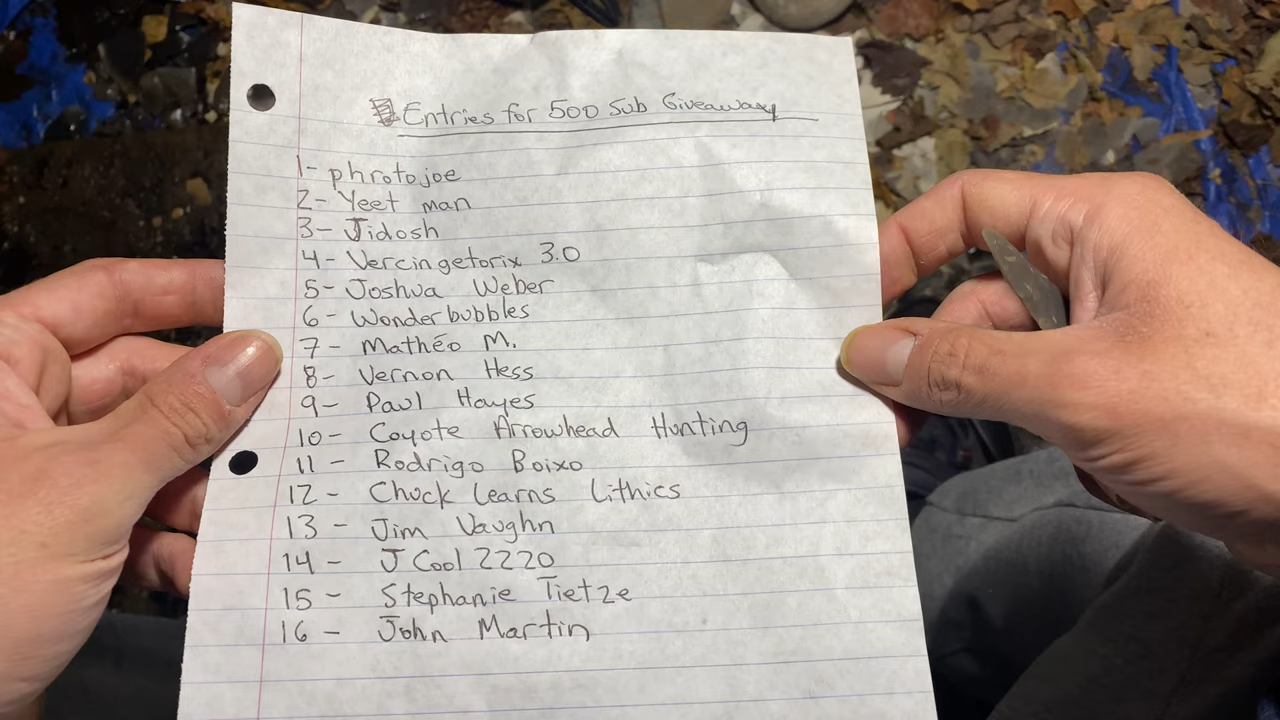 Entries for 500 Sub Giveaway
1- phrotojoe
2- Yeet man
3- Jidosh
4- Vercingetorix 3.0
5- Joshua Weber
6- Wonderbubbles
7- Mathéo M.
8- Vernon Hess
9- Paul Hayes
10- Coyote Arrowhead Hunting
11- Rodrigo Boixo
12- Chuck Learns Lithics
13- Jim Vaughn
14- J Cool 2220
15- Stephanie Tietze
16- John Martin